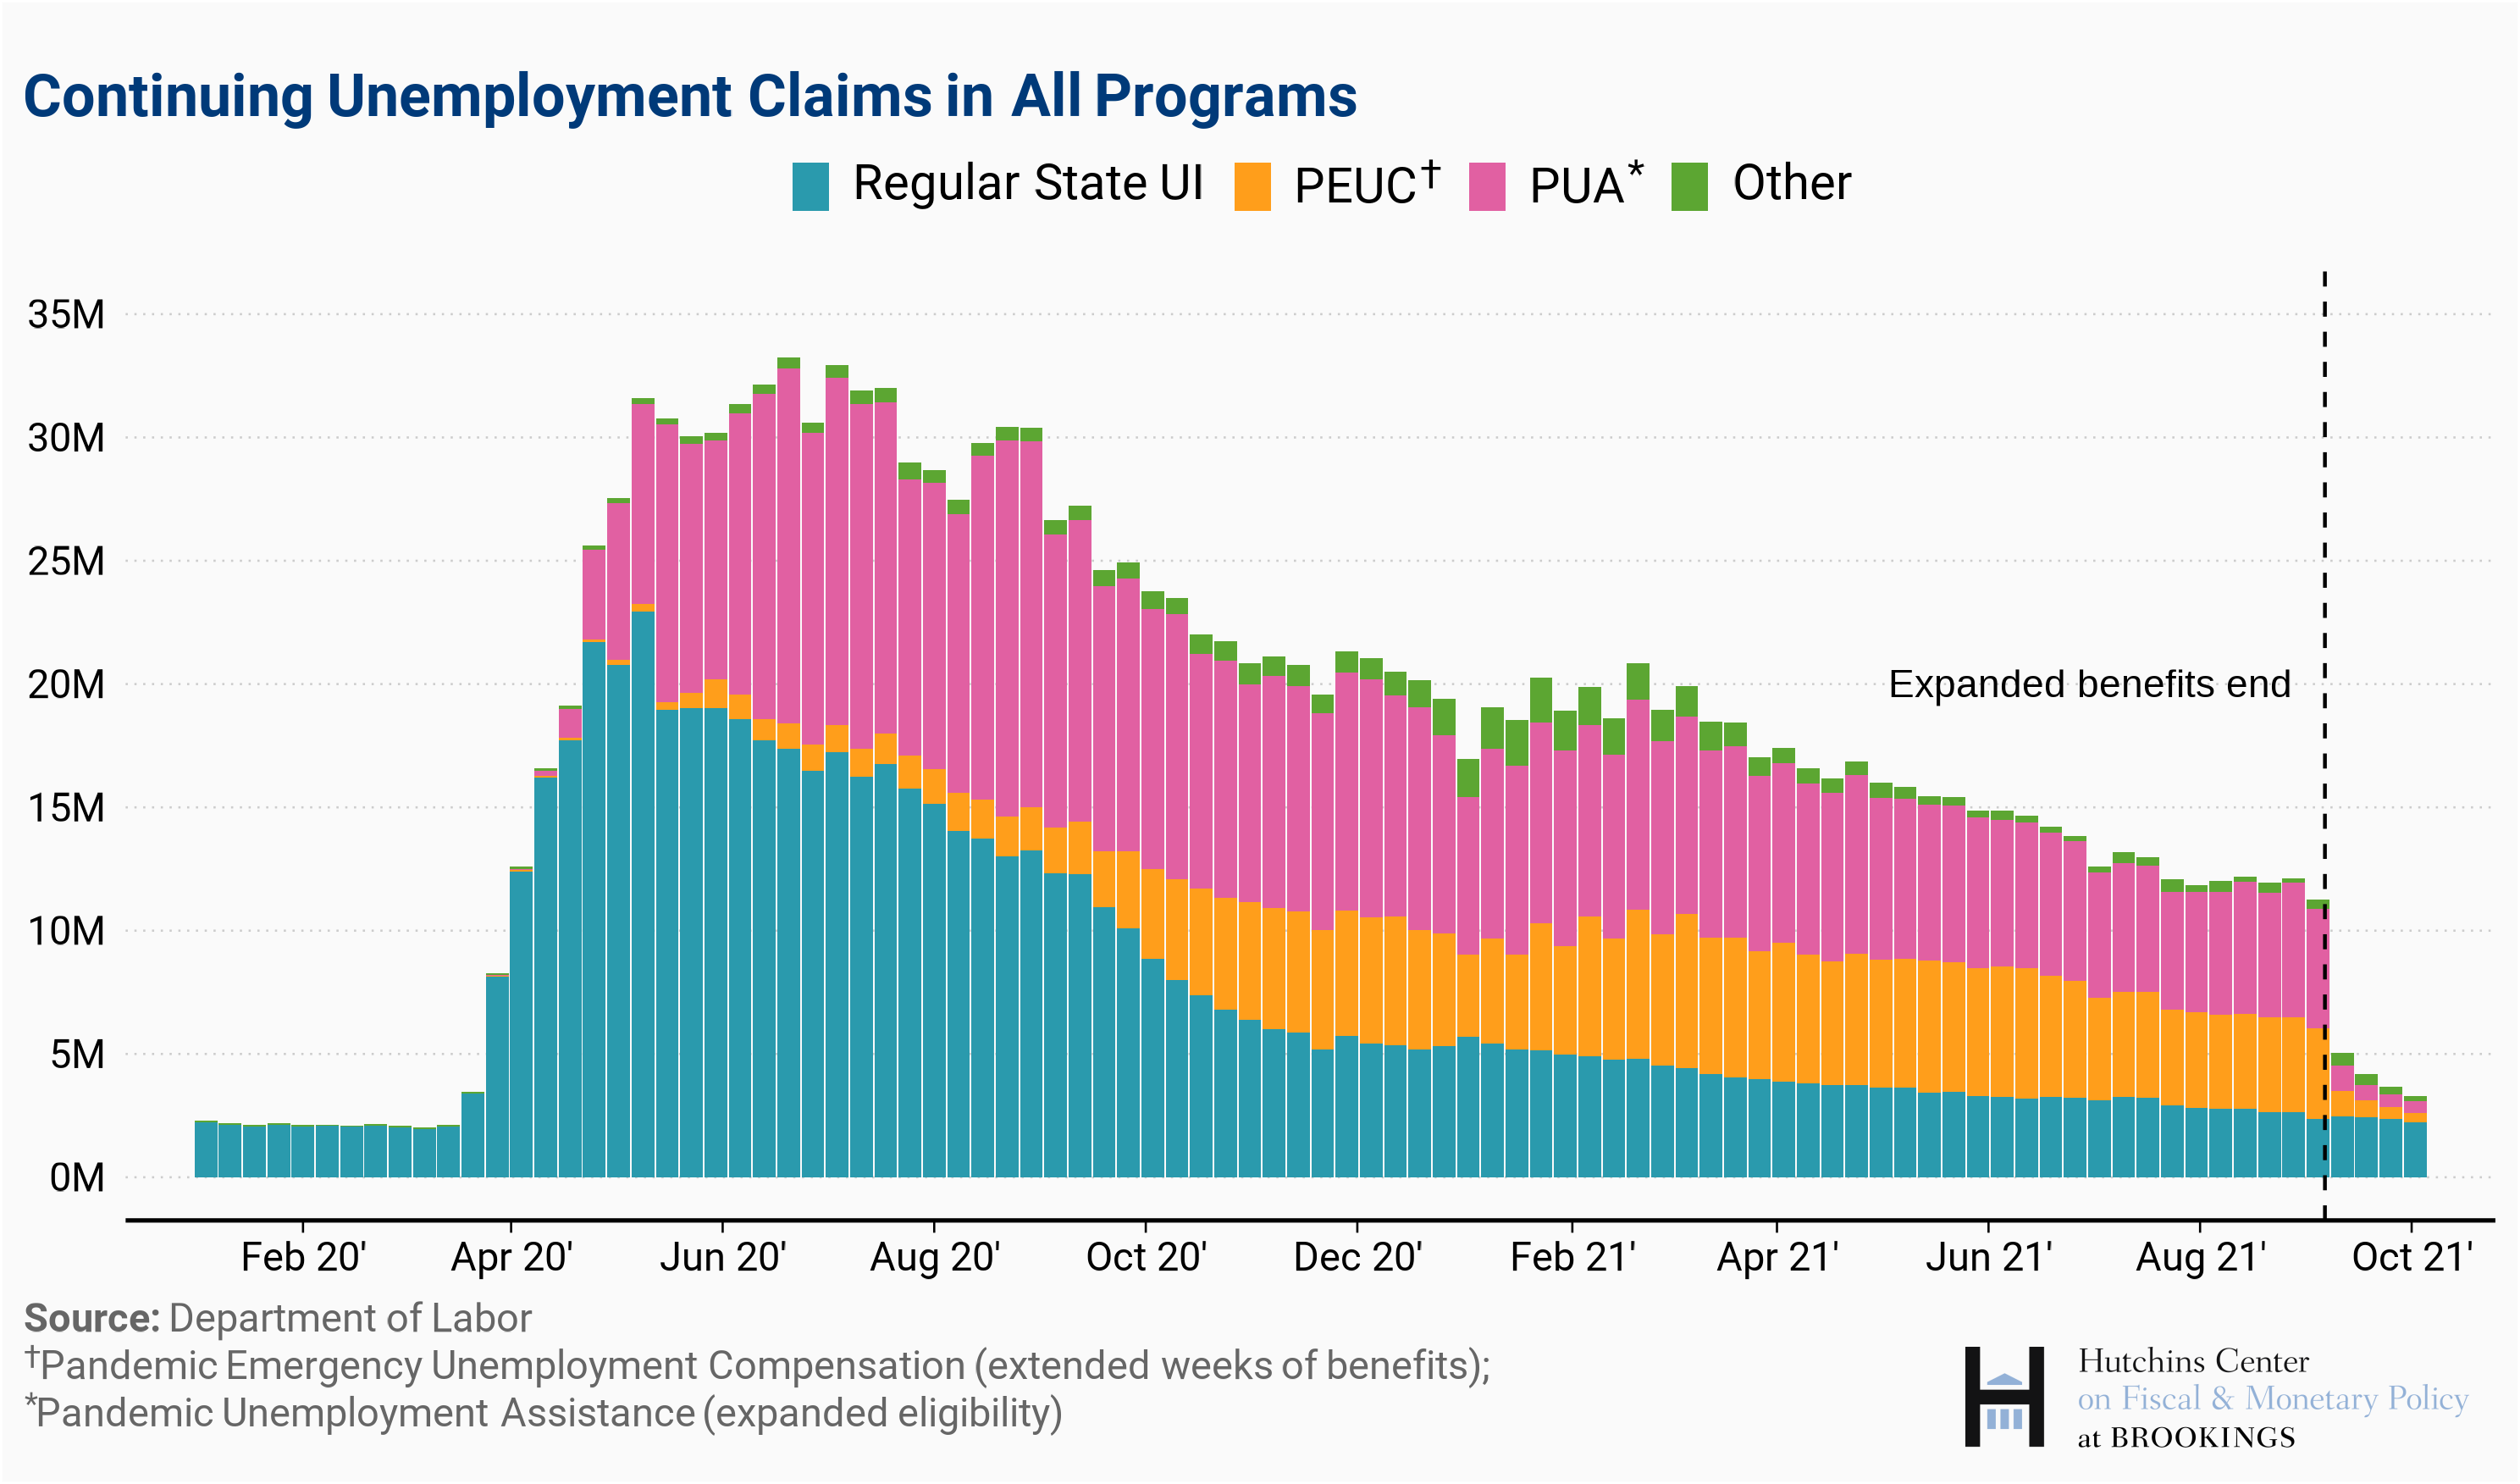 Continuing Unemployment Claims in All Programs
Regular State UI PEUC† PUA* Other
35M
30M
25M
20M
15M
10M
5M
0M
Expanded benefits end
Feb 20' Apr 20' Jun 20' Aug 20' Oct 20' Dec 20' Feb 21' Apr 21' Jun 21' Aug 21' Oct 21'
Source: Department of Labor
†Pandemic Emergency Unemployment Compensation (extended weeks of benefits);
*Pandemic Unemployment Assistance (expanded eligibility)
Hutchins Center
on Fiscal & Monetary Policy
at BROOKINGS